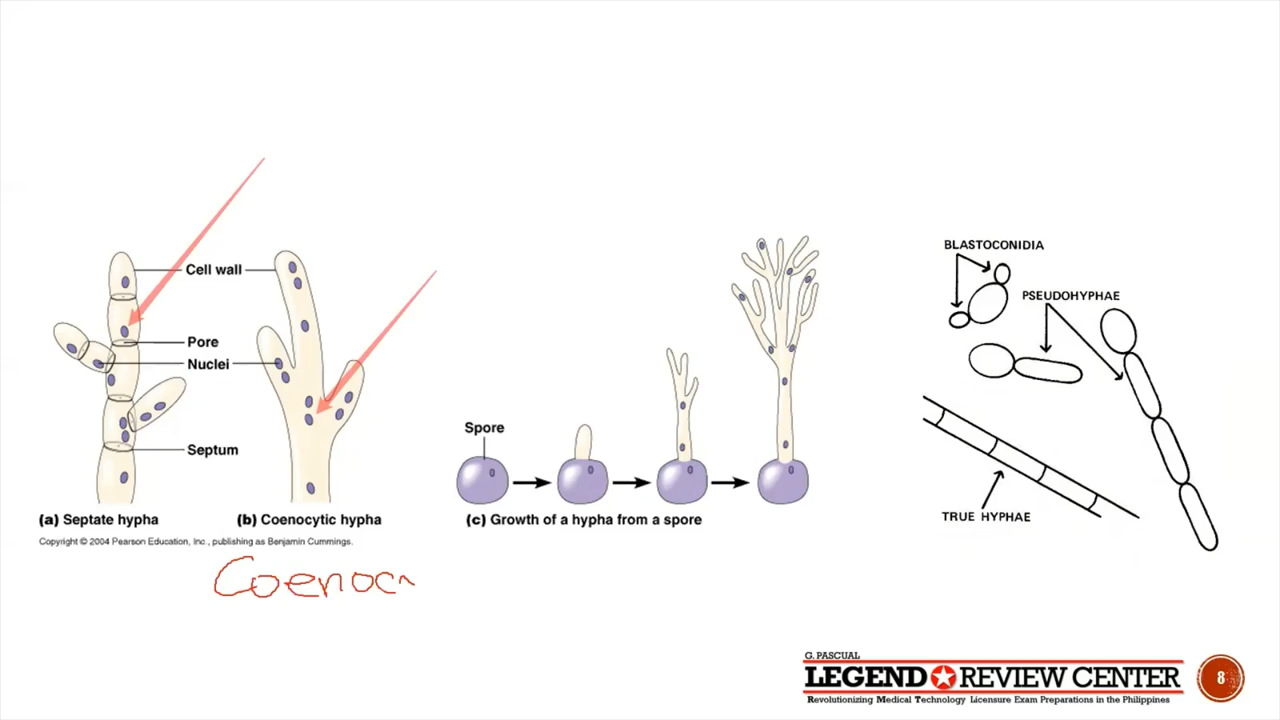 Cell wall
Pore
Nuclei
Septum
(a) Septate hypha
(b) Coenocytic hypha
Copyright © 2004 Pearson Education, Inc., publishing as Benjamin Cummings.
Coenoc
Spore
(c) Growth of a hypha from a spore
BLASTOCONIDIA
PSEUDOHYPHAE
TRUE HYPHAE
G. PASCUAL
LEGEND REVIEW CENTER
Revolutionizing Medical Technology Licensure Exam Preparations in the Philippines
8